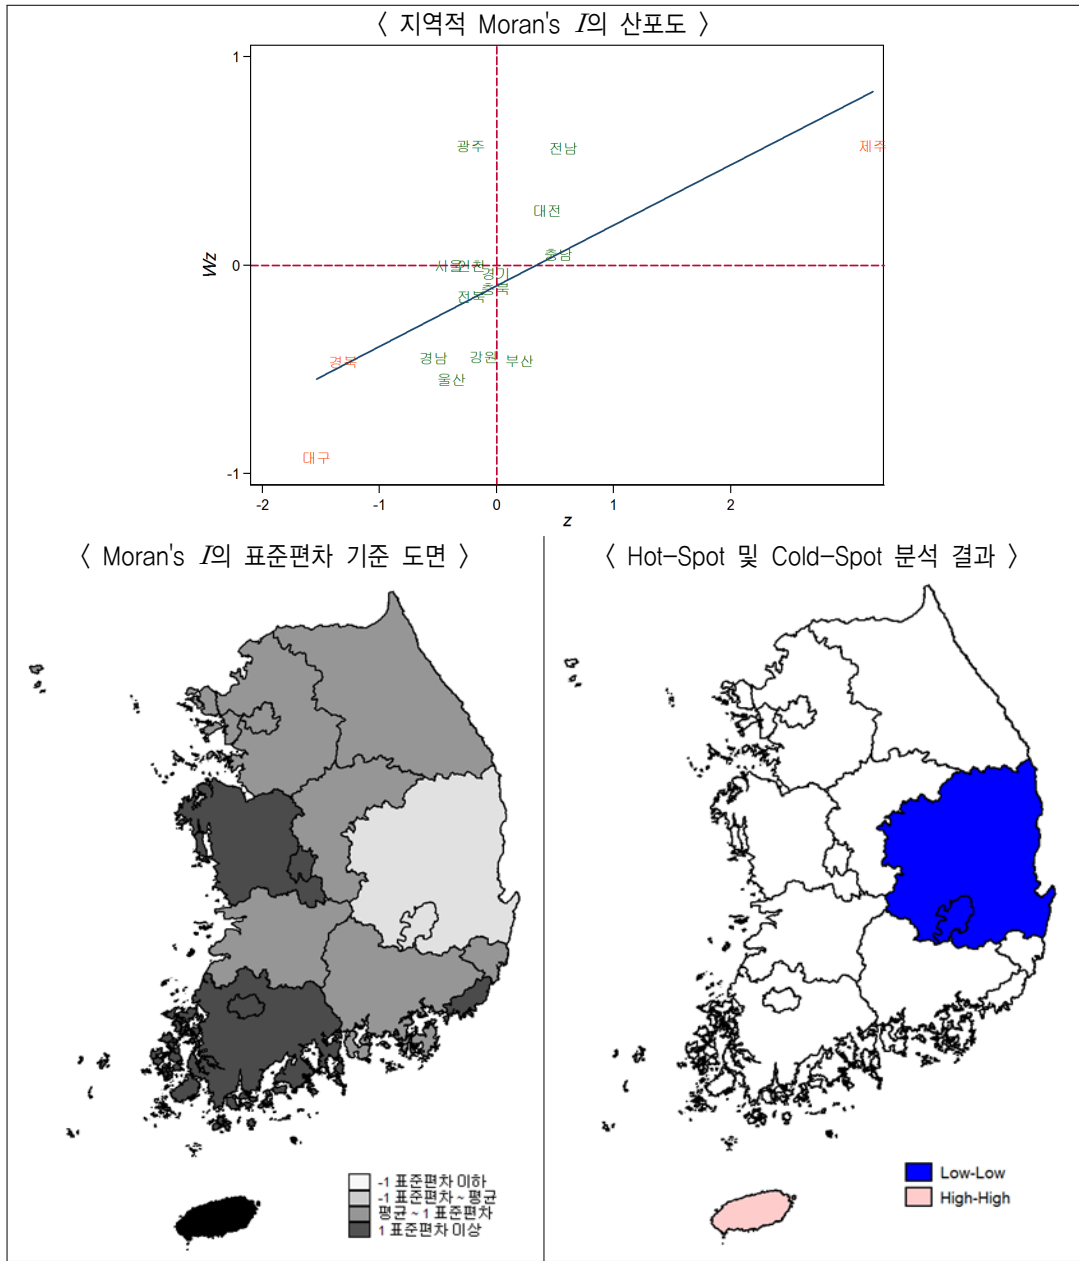 〈 지역적 Moran's I의 산포도 〉
1
광주
전남
제주
대전
충남
Wz
0
서울
인천
경기
충북
전북
경북
경남
강원
부산
울산
대구
-1
-2
-1
0
1
2
z
〈 Moran's I의 표준편차 기준 도면 〉
〈 Hot-Spot 및 Cold-Spot 분석 결과 〉
-1 표준편차 이하
-1 표준편차 ~ 평균
평균 ~ 1 표준편차
1 표준편차 이상
Low-Low
High-High